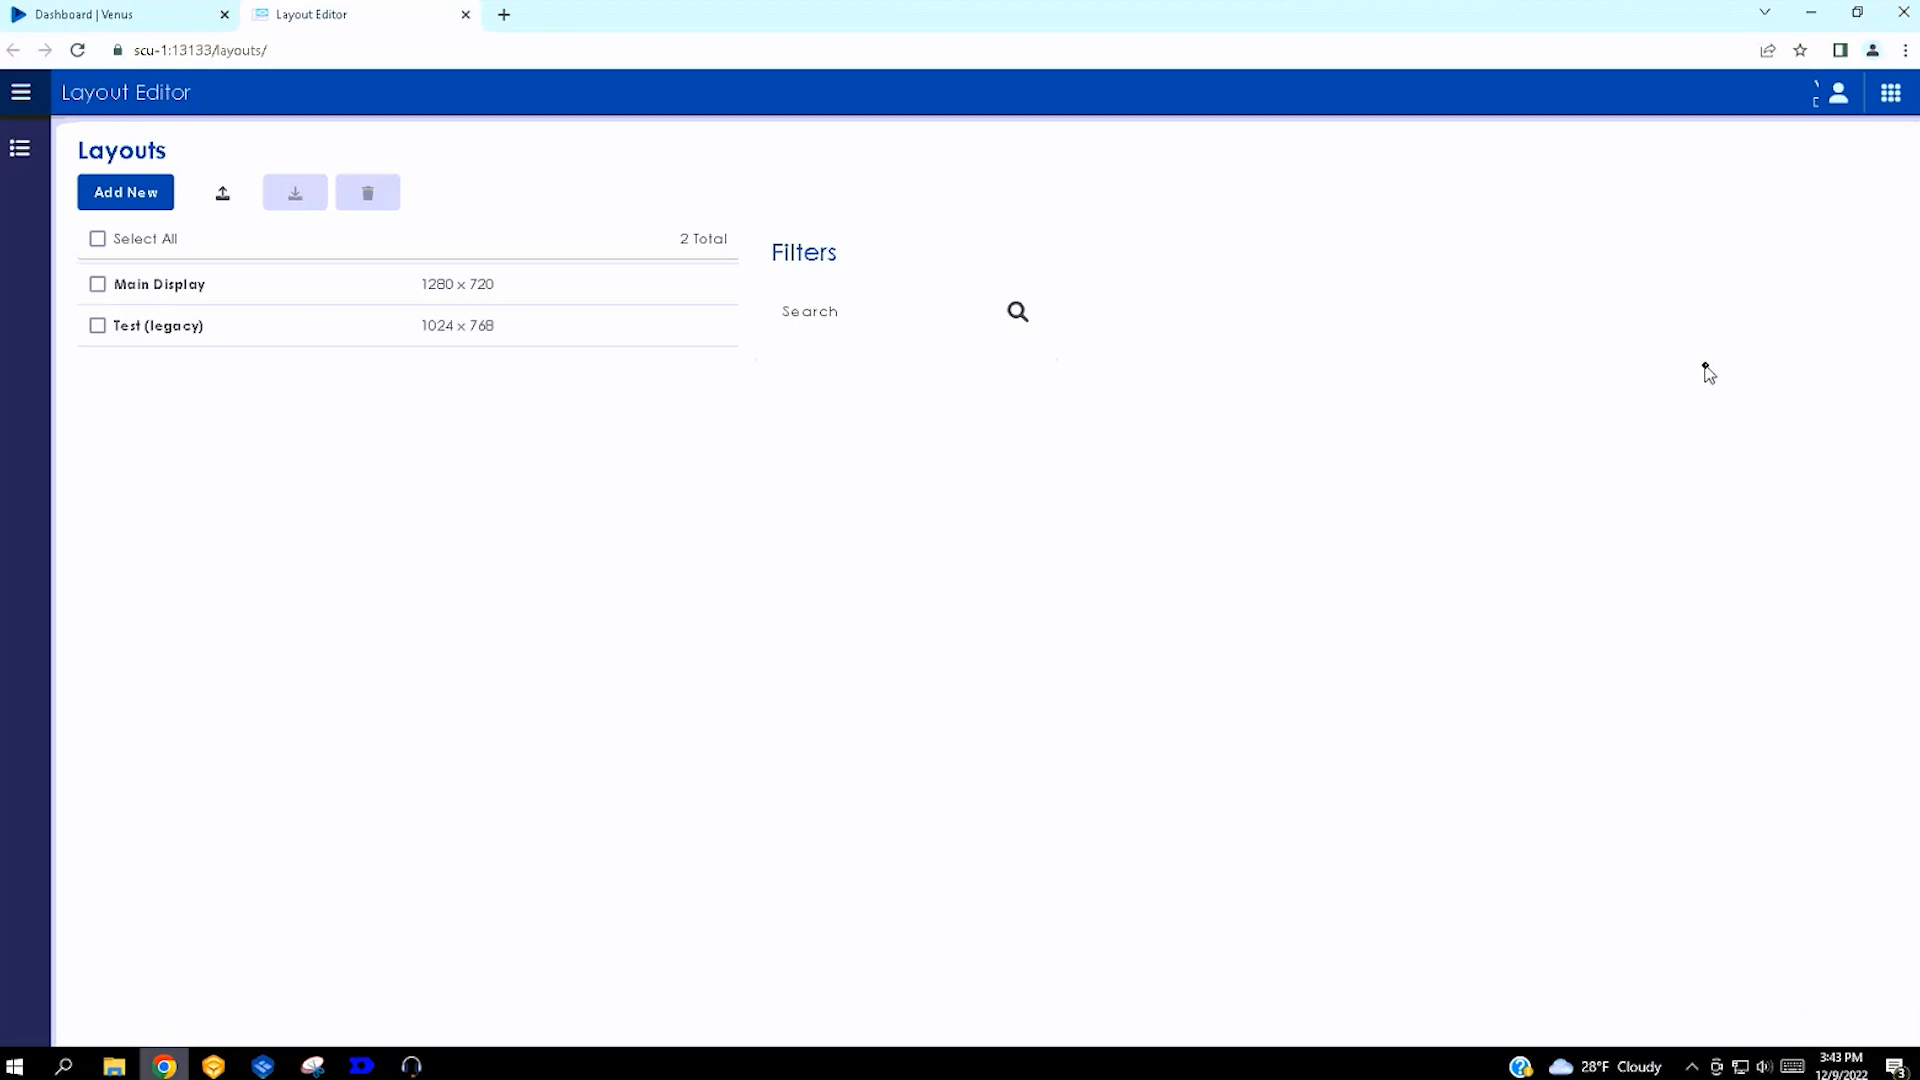 Dashboard | Venus
Layout Editor
scu-1:13133/layouts/
Layout Editor
Layouts
Add New
Select All
2 Total
Filters
Main Display
1280 x 720
Search
Test (legacy)
1024 x 768
28°F Cloudy
3:43 PM
12/9/2022
3